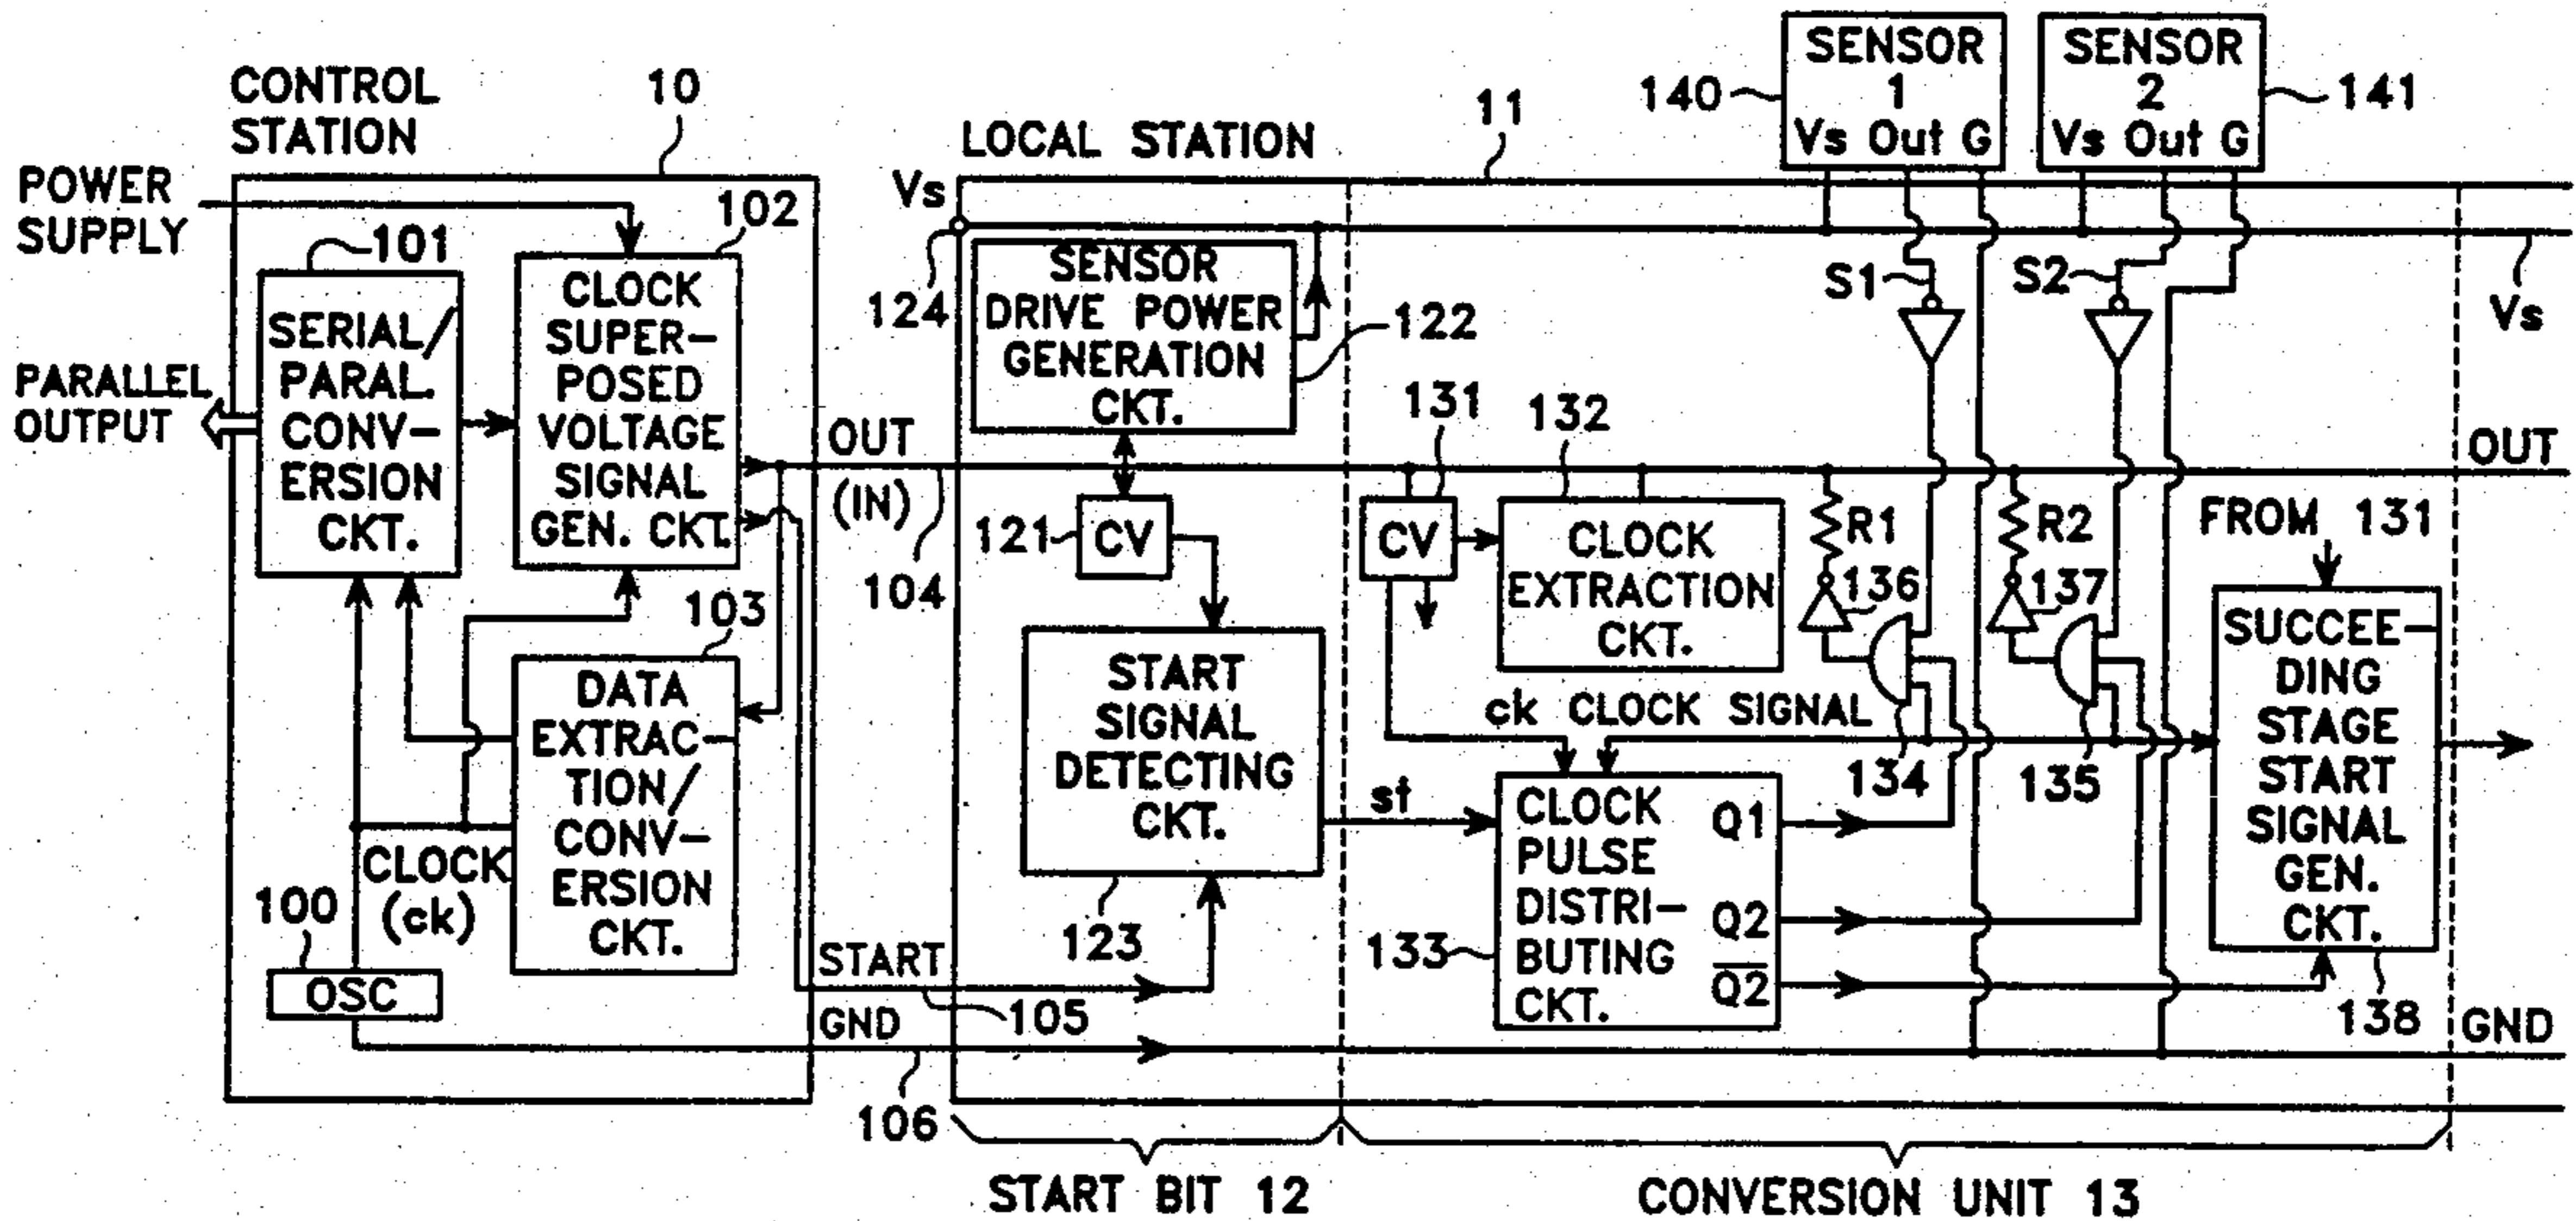 CONTROL
STATION
10
POWER
SUPPLY
101
102
SERIAL/
PARAL.
CONV-
ERSION
CKT.
CLOCK
SUPER-
POSED
VOLTAGE
SIGNAL
GEN. CKT.
PARALLEL
OUTPUT
103
DATA
EXTRAC-
TION/
CONV-
ERSION
CKT.
CLOCK
(ck)
100
OSC
OUT
(IN)
104
START
105
GND
106
LOCAL STATION
11
Vs
124
SENSOR
DRIVE POWER
GENERATION
CKT.
122
121
CV
START
SIGNAL
DETECTING
CKT.
123
st
START BIT 12
140
SENSOR
1
Vs Out G
SENSOR
2
Vs Out G
141
S1
S2
Vs
131
CV
132
CLOCK
EXTRACTION
CKT.
R1
R2
136
137
OUT
FROM 131
ck CLOCK SIGNAL
134
135
CLOCK
PULSE
DISTRI-
BUTING
CKT.
Q1
Q2
Q2
133
SUCCEE-
DING
STAGE
START
SIGNAL
GEN.
CKT.
138
GND
CONVERSION UNIT 13